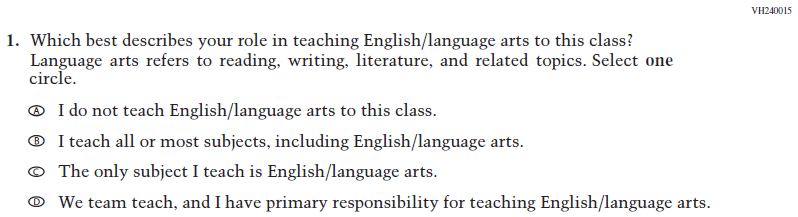 VH240015
1. Which best describes your role in teaching English/language arts to this class?
Language arts refers to reading, writing, literature, and related topics. Select one
circle.
Ⓐ I do not teach English/language arts to this class.
Ⓑ I teach all or most subjects, including English/language arts.
Ⓒ The only subject I teach is English/language arts.
Ⓓ We team teach, and I have primary responsibility for teaching English/language arts.